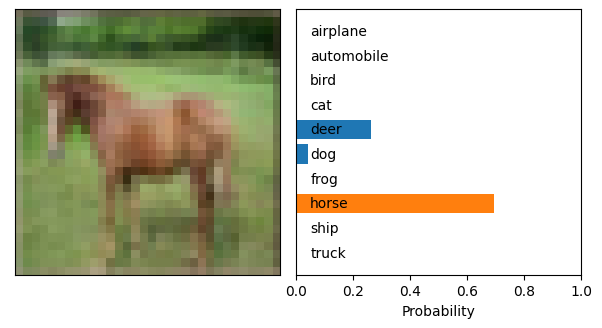 airplane
automobile
bird
cat
deer
dog
frog
horse
ship
truck
0.0 0.2 0.4 0.6 0.8 1.0
Probability